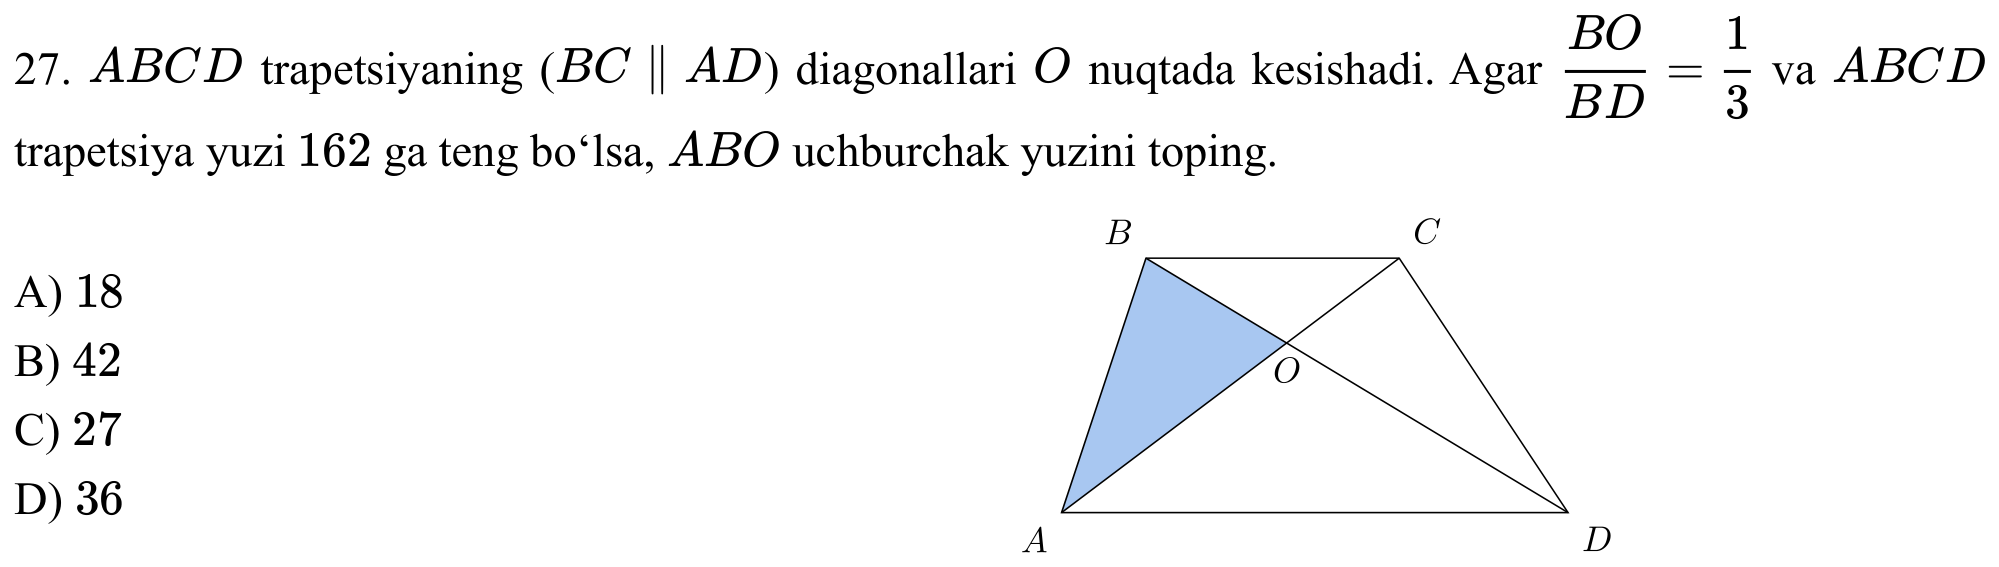 27. ABCD trapetsiyaning (BC ∥ AD) diagonallari O nuqtada kesishadi. Agar BO/BD = 1/3 va ABCD
trapetsiya yuzi 162 ga teng bo‘lsa, ABO uchburchak yuzini toping.
A) 18
B) 42
C) 27
D) 36
B
C
O
A
D